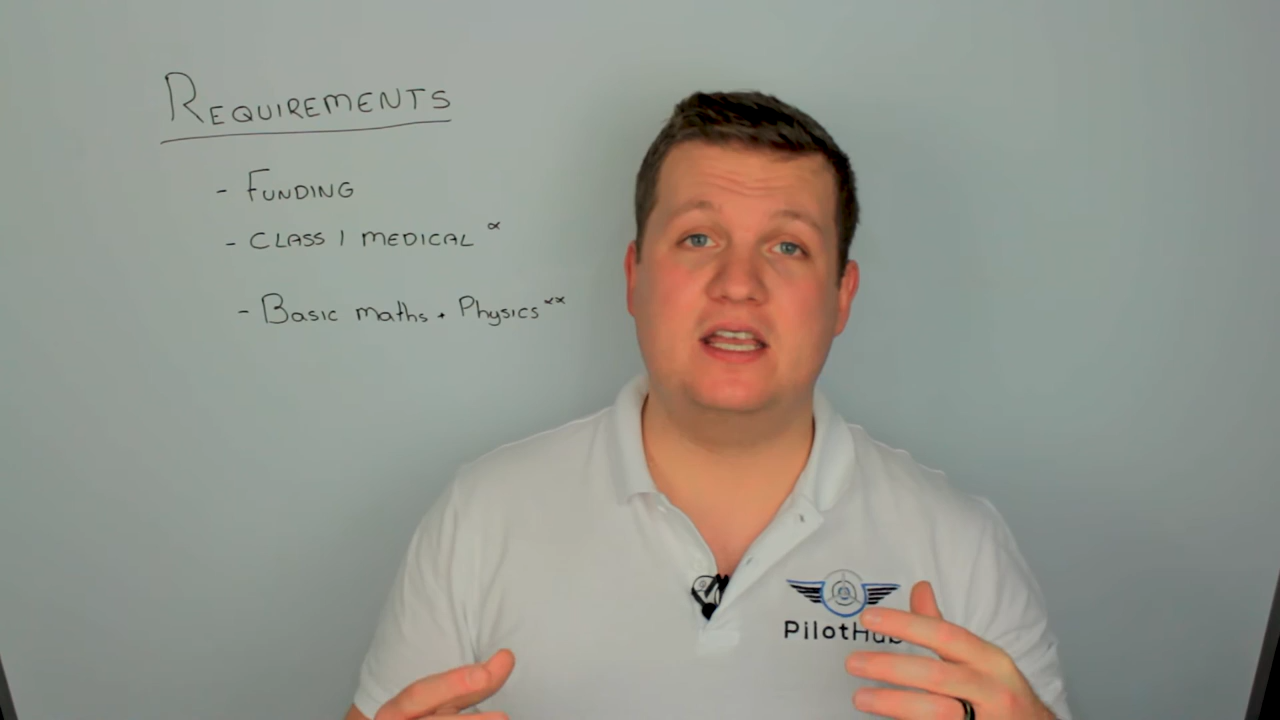 REQUIREMENTS
- FUNDING
- CLASS 1 MEDICAL *
- Basic maths + Physics **
PilotHub